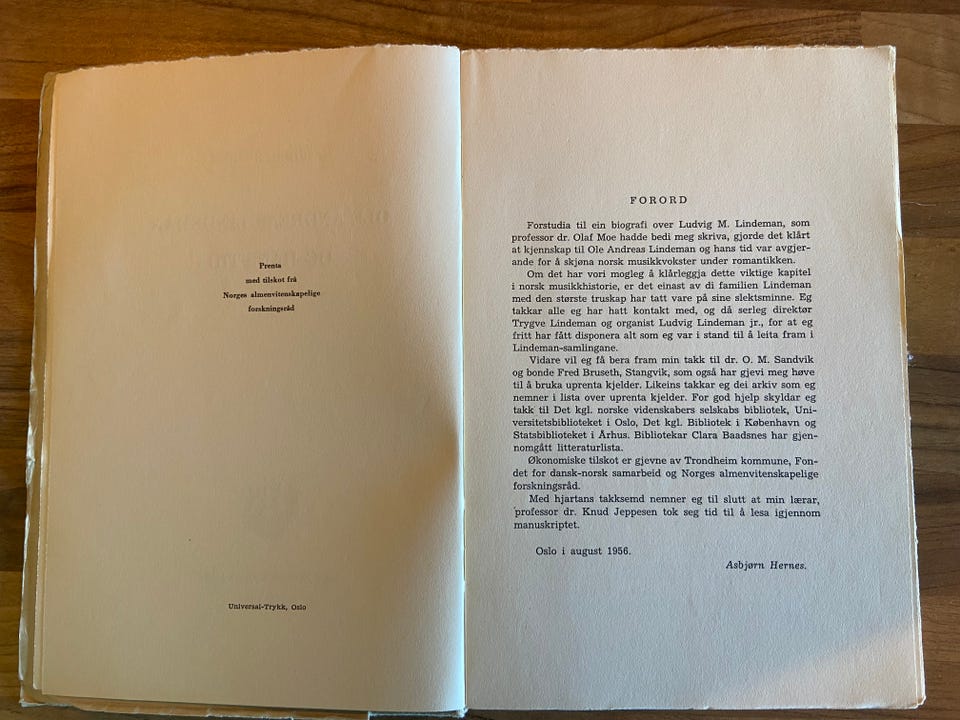 Prenta
med tilskot frå
Norges almenvitenskapelige
forskningsråd
Universal-Trykk, Oslo
FORORD
Forstudia til ein biografi over Ludvig M. Lindeman, som
professor dr. Olaf Moe hadde bedi meg skriva, gjorde det klårt
at kjennskap til Ole Andreas Lindeman og hans tid var avgjer-
ande for å skjøna norsk musikkvokster under romantikken.
Om det har vori mogleg å klårleggja dette viktige kapitel
i norsk musikkhistorie, er det einast av di familien Lindeman
med den største truskap har tatt vare på sine slektsminne. Eg
takkar alle eg har hatt kontakt med, og då serleg direktør
Trygve Lindeman og organist Ludvig Lindeman jr., for at eg
fritt har fått disponera alt som eg var i stand til å leita fram i
Lindeman-samlingane.
Vidare vil eg få bera fram min takk til dr. O. M. Sandvik
og bonde Fred Bruseth, Stangvik, som også har gjevi meg høve
til å bruka uprenta kjelder. Likeins takkar eg dei arkiv som eg
nemner i lista over uprenta kjelder. For god hjelp skyldar eg
takk til Det kgl. norske videnskabers selskabs bibliotek, Uni-
versitetsbiblioteket i Oslo, Det kgl. Bibliotek i København og
Statsbiblioteket i Århus. Bibliotekar Clara Baadsnes har gjen-
nomgått litteraturlista.
Økonomiske tilskot er gjevne av Trondheim kommune, Fon-
det for dansk-norsk samarbeid og Norges almenvitenskapelige
forskningsråd.
Med hjartans takksemd nemner eg til slutt at min lærar,
professor dr. Knud Jeppesen tok seg tid til å lesa igjennom
manuskriptet.
Oslo i august 1956.
Asbjørn Hernes.